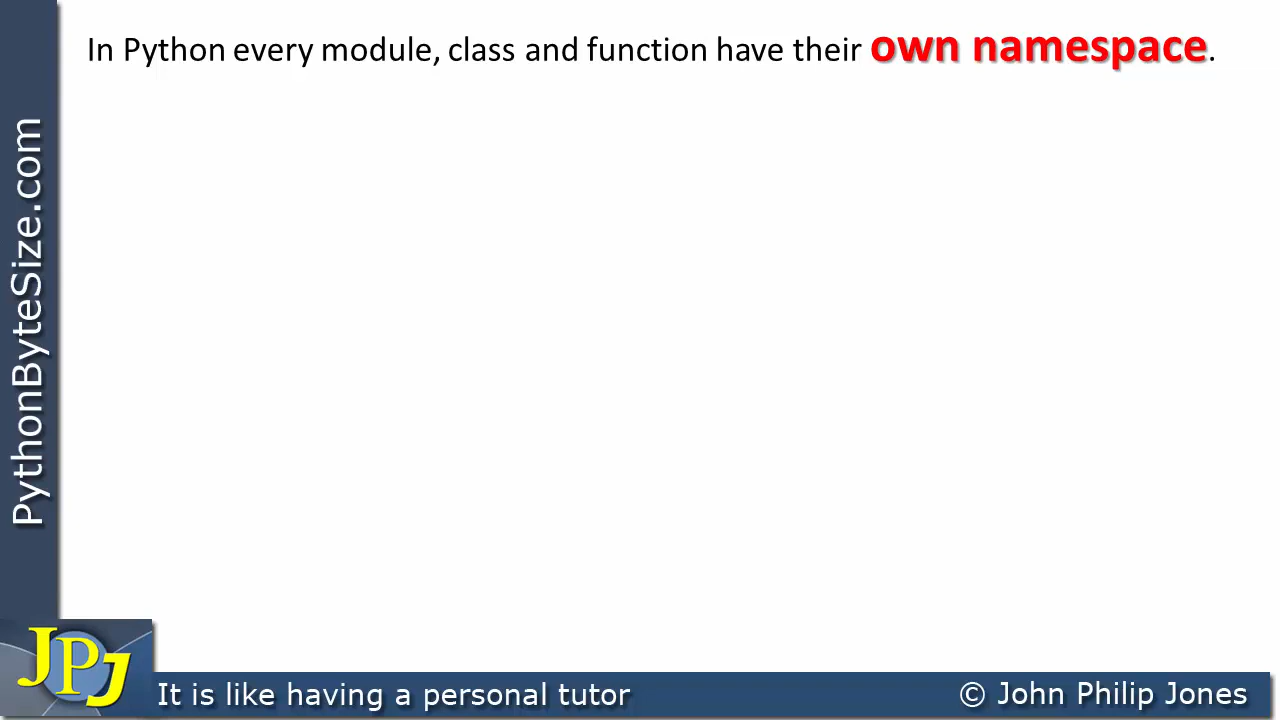 In Python every module, class and function have their own namespace.
PythonByteSize.com
JPJ
It is like having a personal tutor
© John Philip Jones